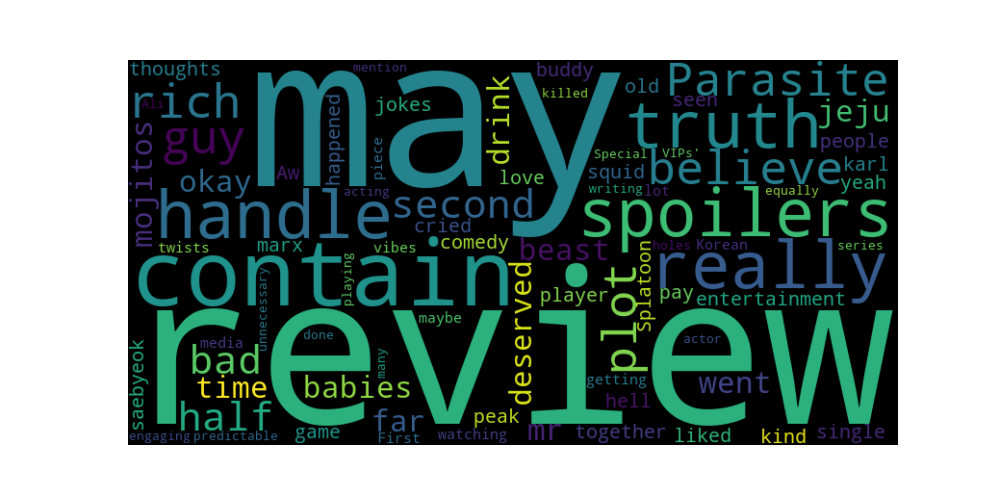 thoughts
mention
buddy
old
Parasite
may
rich
Ali
jokes
drink
killed
seen
truth
jeju
guy
mojitos
happened
piece
people
Aw
love
Special
VIPs'
believe
karl
okay
acting
squid
writing
lot
equally
yeah
handle
second
cried
spoilers
twists
marx
vibes
comedy
beast
holes
Korean
series
contain
really
unnecessary
playing
deserved
player
plot
splatoon
pay
entertainment
review
maybe
media
done
many
actor
saebyeok
bad
time
babies
getting
went
hell
half
far
peak
engaging
predictable
game
First
watching
mr
together
liked
kind
single